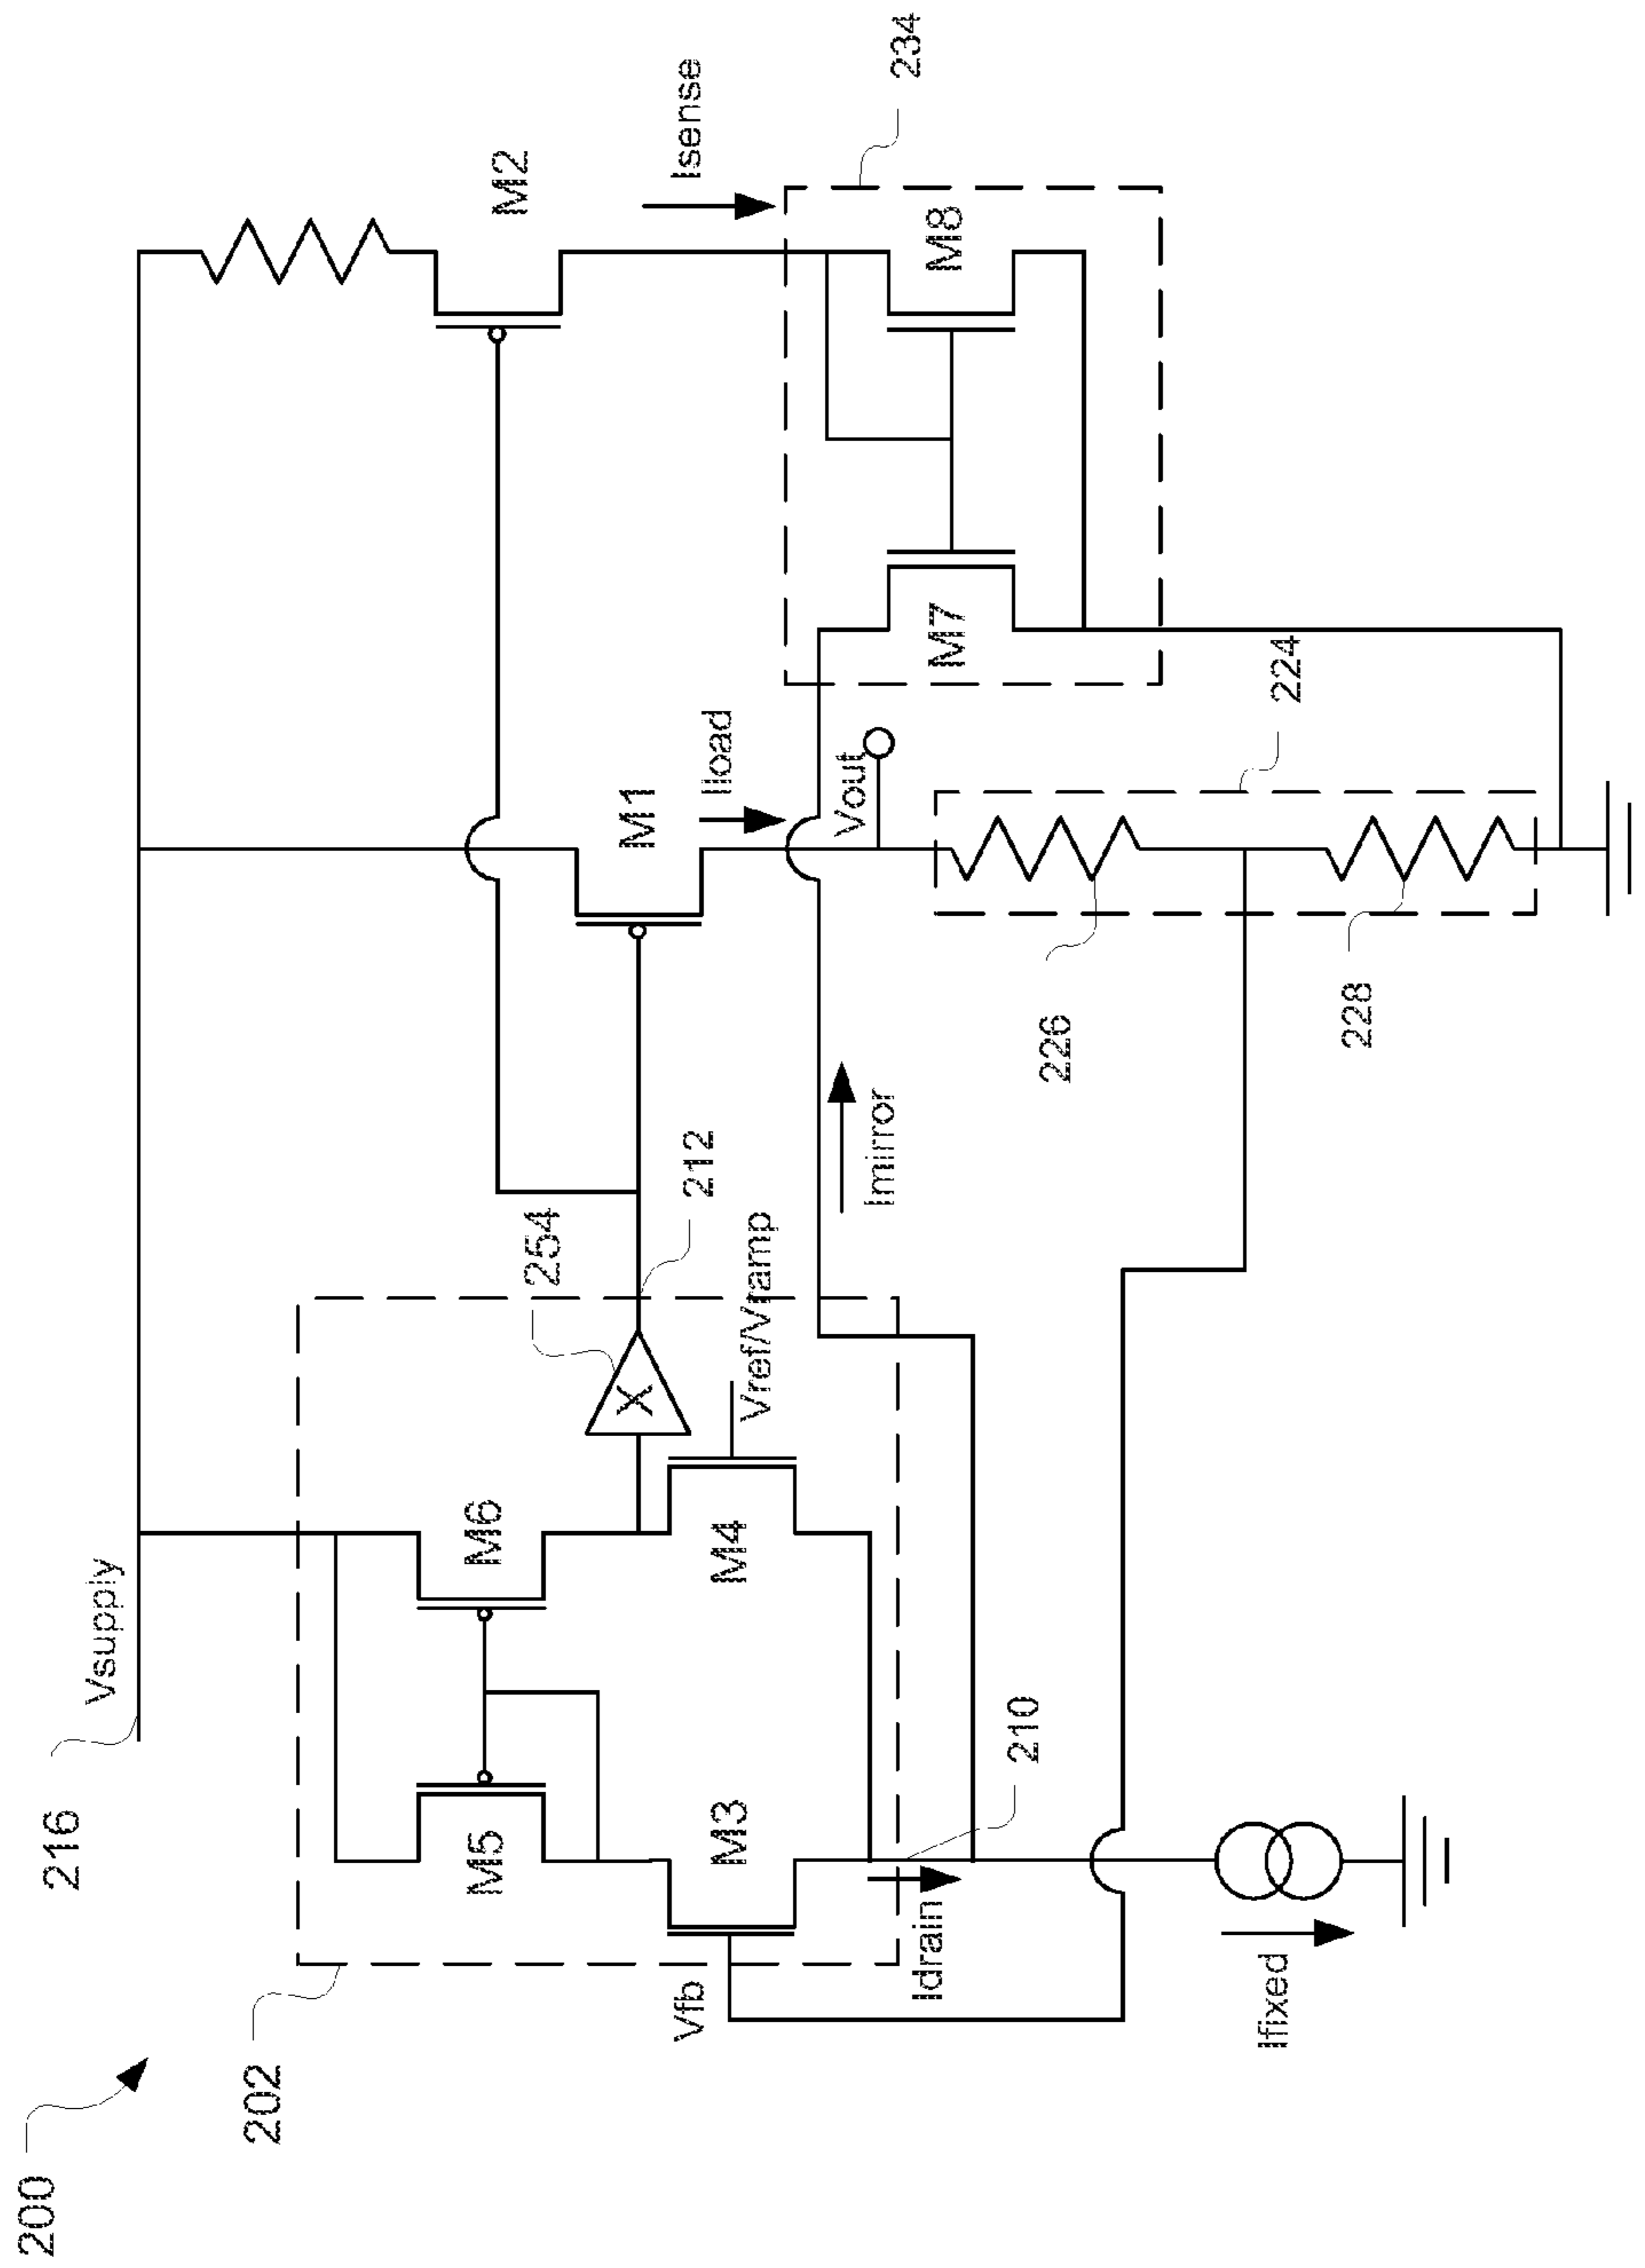 200
202
216
Vsupply
M5
M6
M3
M4
Vfb
Vref/Vramp
254
212
X
Idrain
210
Ifixed
Imirror
M1
Iload
Vout
M2
Isense
234
M7
M8
224
226
228